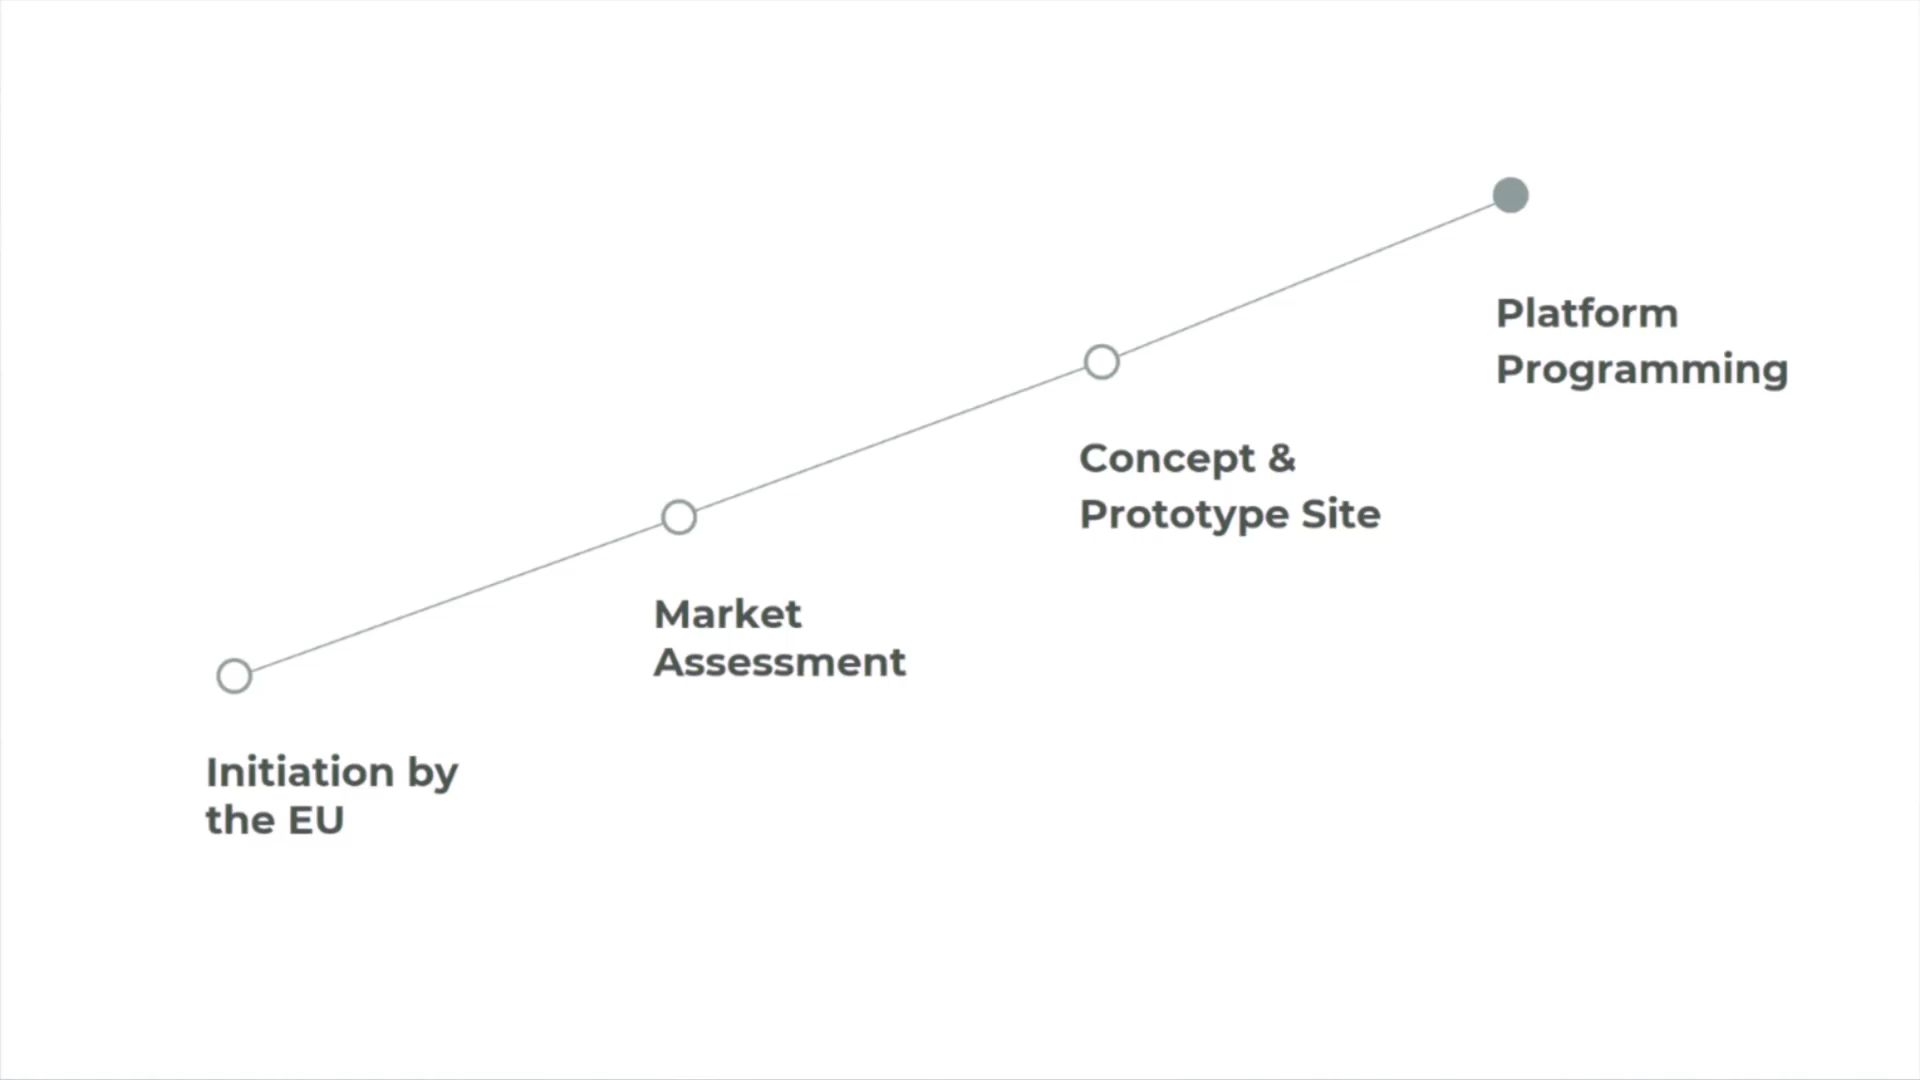 Initiation by
the EU
Market
Assessment
Concept &
Prototype Site
Platform
Programming